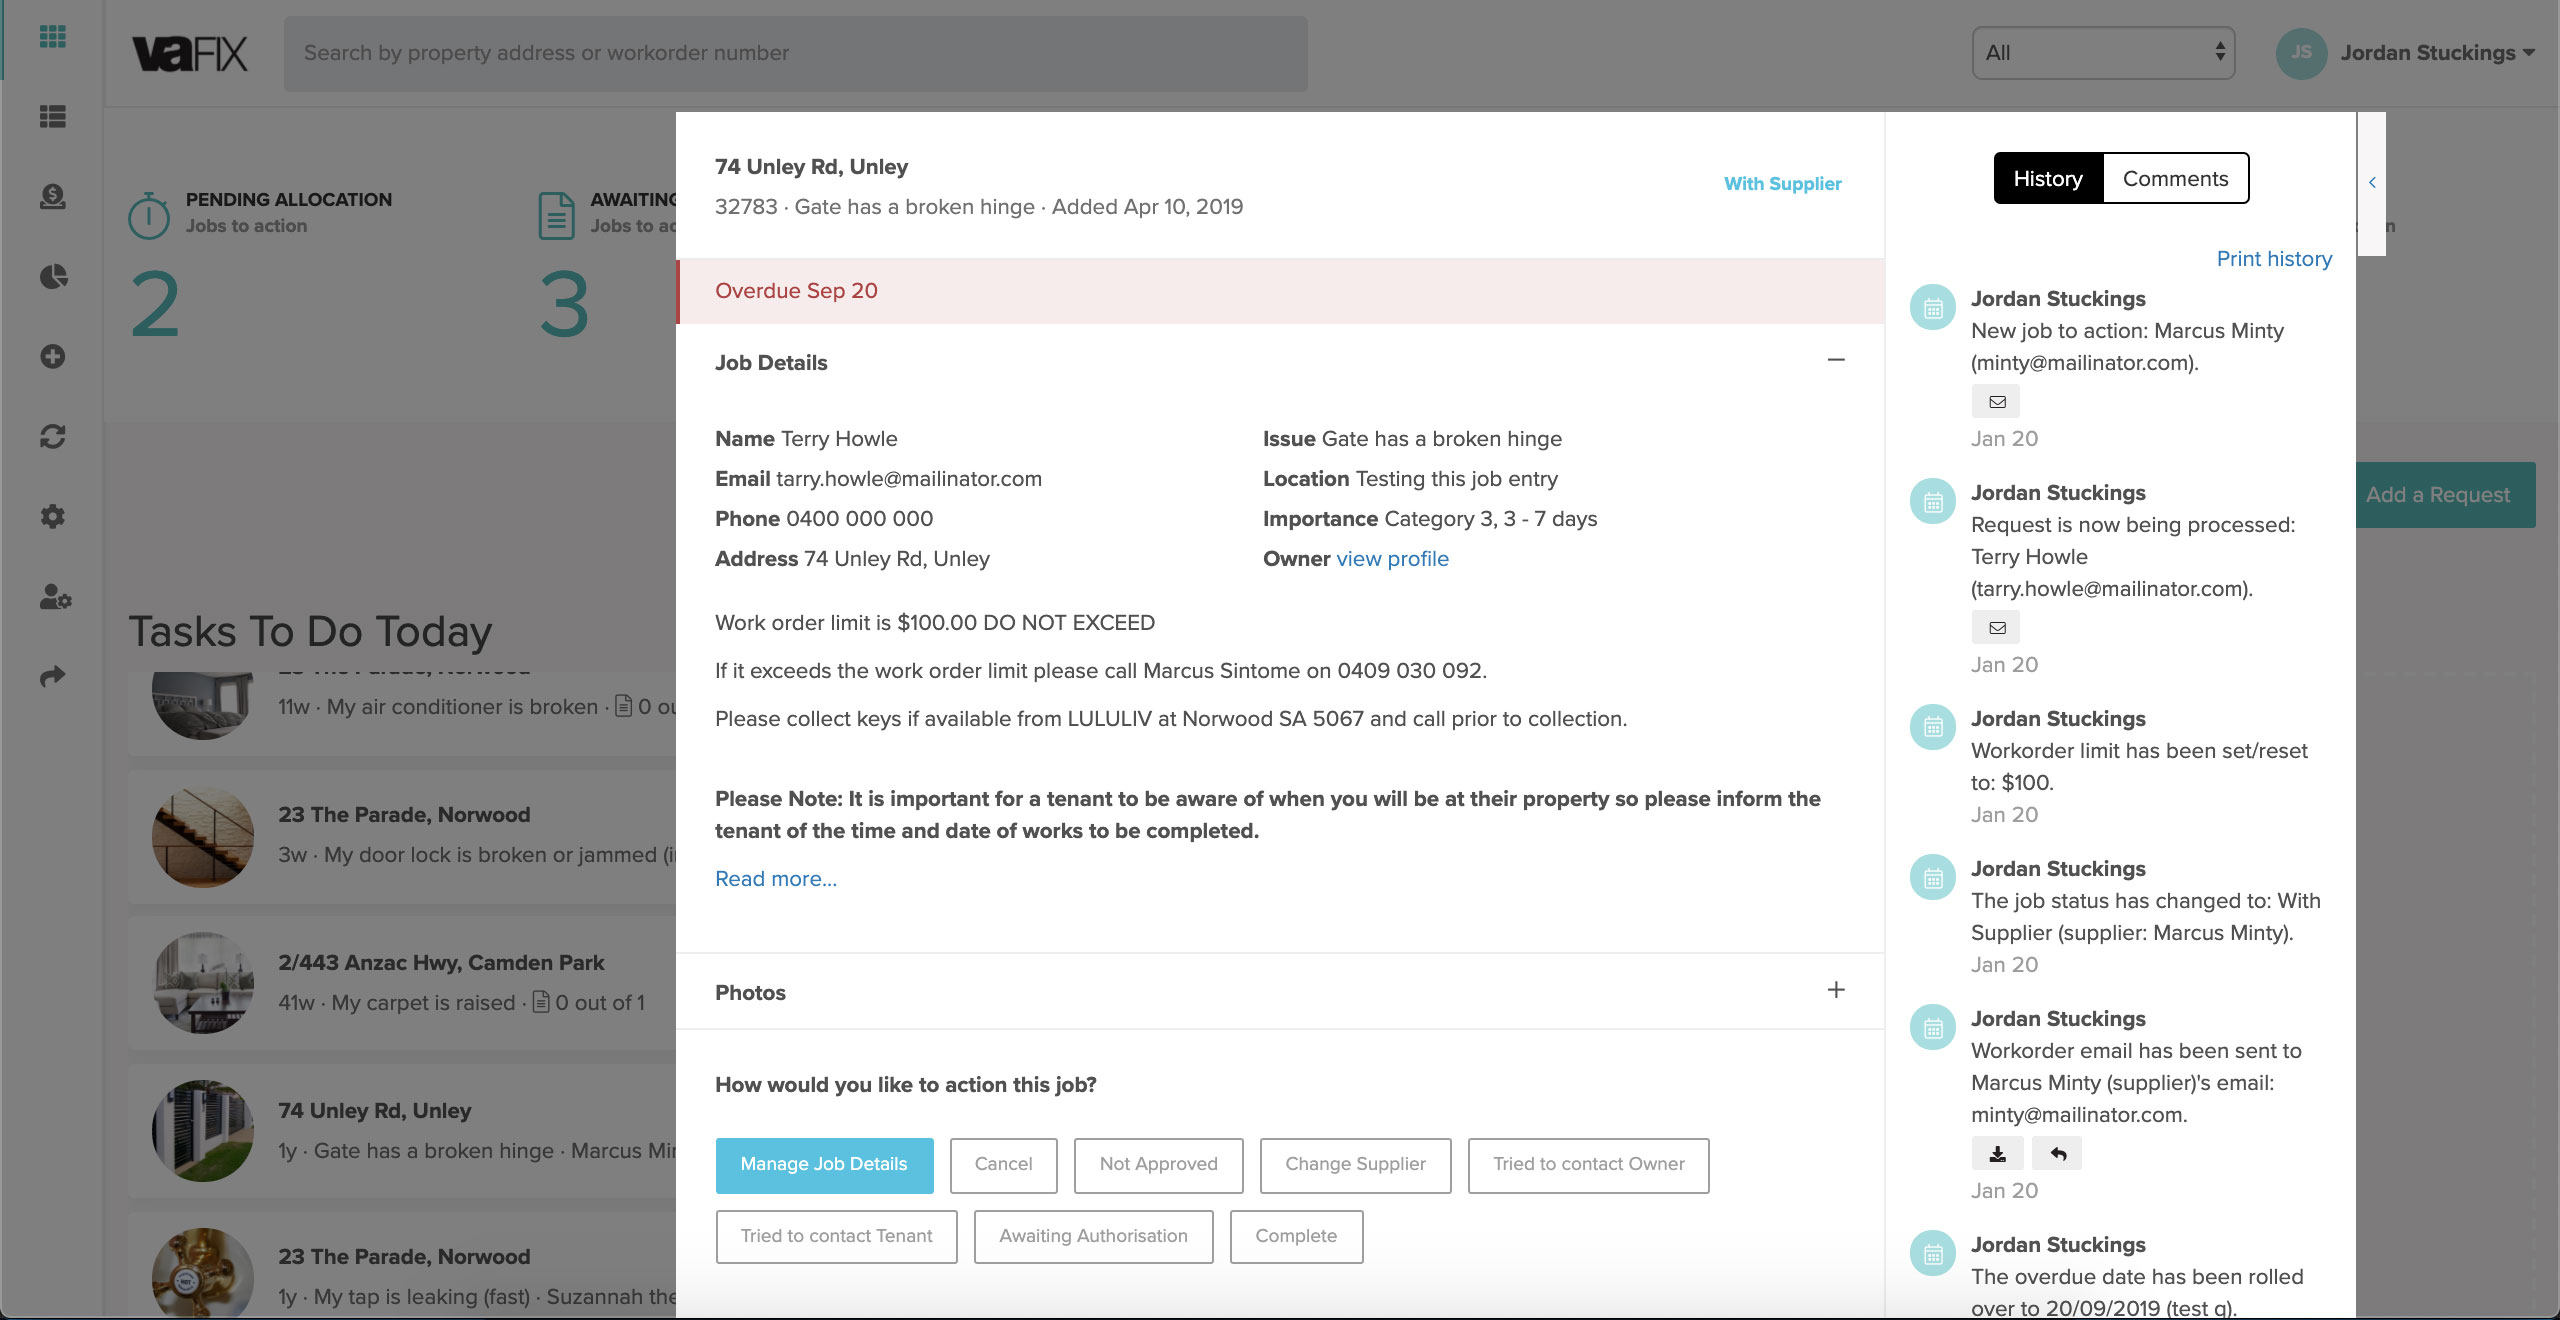 vaFIX
Search by property address or workorder number
All
JS
Jordan Stuckings
PENDING ALLOCATION
Jobs to action
2
AWAITING
Jobs to
3
74 Unley Rd, Unley
32783 · Gate has a broken hinge · Added Apr 10, 2019
With Supplier
Overdue Sep 20
Job Details
Name Terry Howle
Email tarry.howle@mailinator.com
Phone 0400 000 000
Address 74 Unley Rd, Unley
Issue Gate has a broken hinge
Location Testing this job entry
Importance Category 3, 3 - 7 days
Owner view profile
Work order limit is $100.00 DO NOT EXCEED
If it exceeds the work order limit please call Marcus Sintome on 0409 030 092.
Please collect keys if available from LULULIV at Norwood SA 5067 and call prior to collection.
Please Note: It is important for a tenant to be aware of when you will be at their property so please inform the
tenant of the time and date of works to be completed.
Read more...
Photos
How would you like to action this job?
Manage Job Details
Cancel
Not Approved
Change Supplier
Tried to contact Owner
Tried to contact Tenant
Awaiting Authorisation
Complete
History
Comments
Print history
Jordan Stuckings
New job to action: Marcus Minty
(minty@mailinator.com).
Jan 20
Jordan Stuckings
Request is now being processed:
Terry Howle
(tarry.howle@mailinator.com).
Jan 20
Jordan Stuckings
Workorder limit has been set/reset
to: $100.
Jan 20
Jordan Stuckings
The job status has changed to: With
Supplier (supplier: Marcus Minty).
Jan 20
Jordan Stuckings
Workorder email has been sent to
Marcus Minty (supplier)'s email:
minty@mailinator.com.
Jan 20
Jordan Stuckings
The overdue date has been rolled
over to 20/09/2019 (test q).
Add a Request
Tasks To Do Today
The Parade, Norwood
11w · My air conditioner is broken · 0
23 The Parade, Norwood
3w · My door lock is broken or jammed
2/443 Anzac Hwy, Camden Park
41w · My carpet is raised · 0 out of 1
74 Unley Rd, Unley
1y · Gate has a broken hinge · Marcus
23 The Parade, Norwood
1y · My tap is leaking (fast) · Suzannah